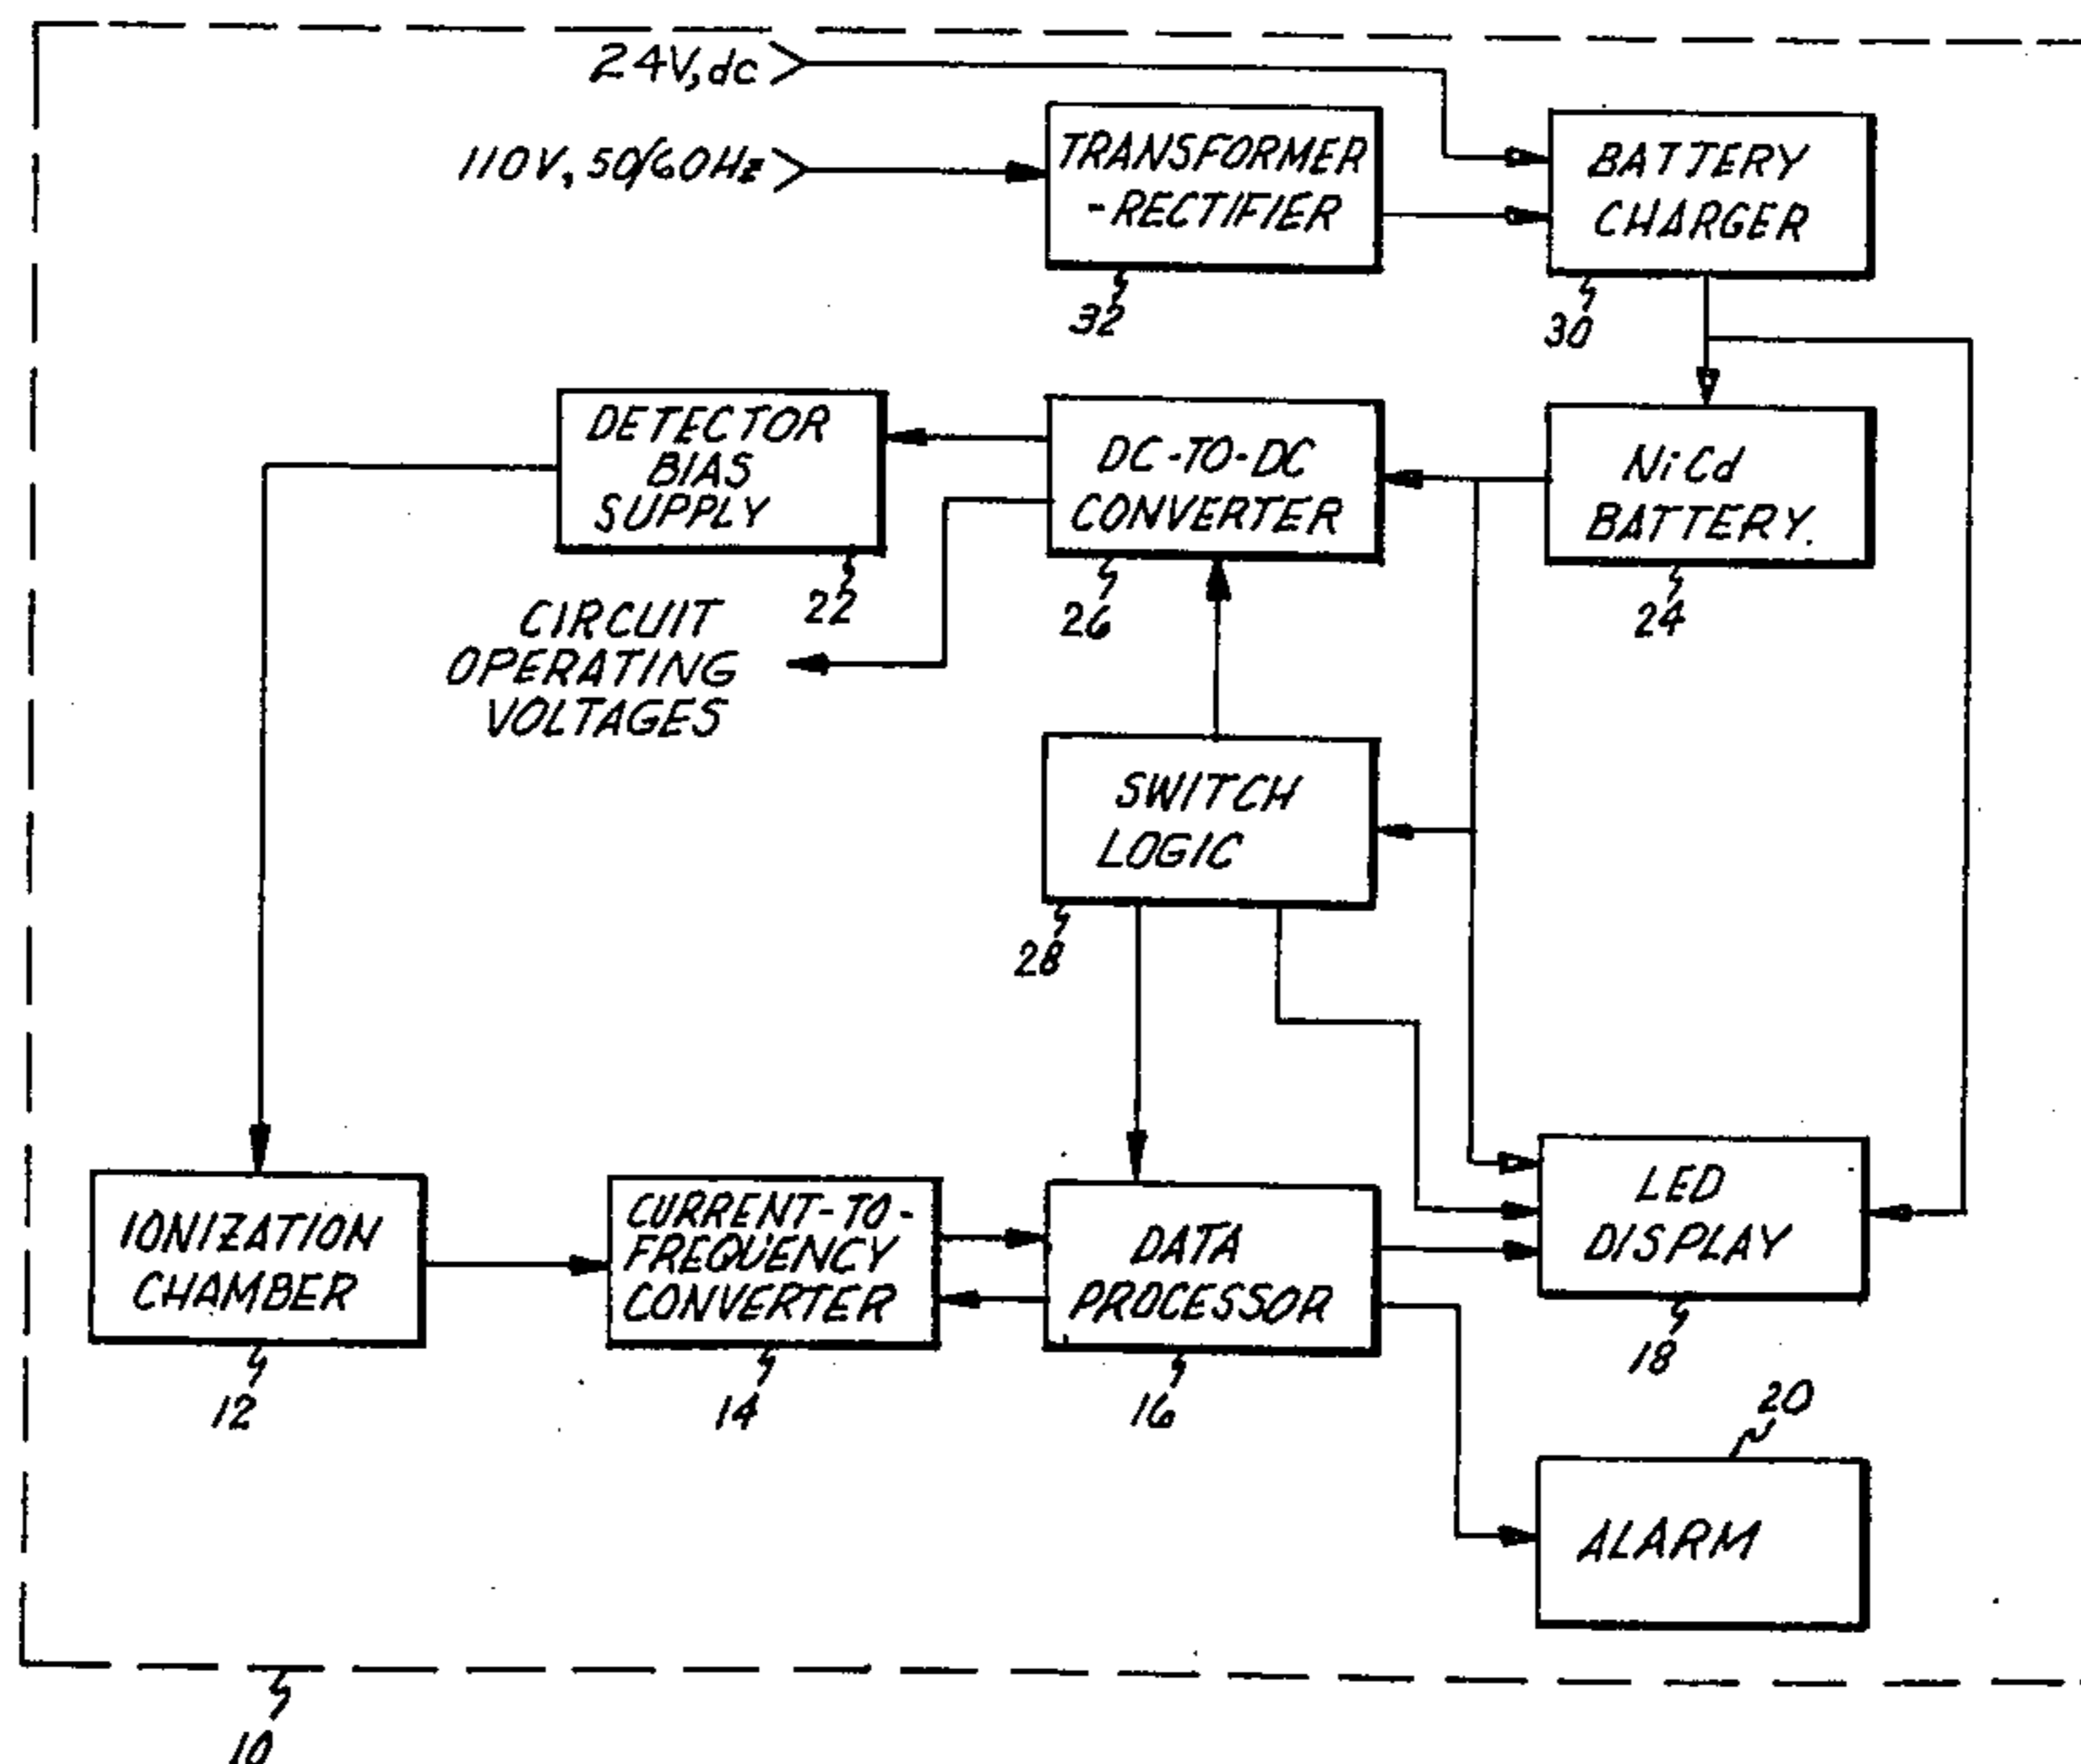 24V,dc
110V, 50/60Hz
TRANSFORMER
-RECTIFIER
32
BATTERY
CHARGER
30
DETECTOR
BIAS
SUPPLY
22
DC-TO-DC
CONVERTER
26
NiCd
BATTERY.
24
CIRCUIT
OPERATING
VOLTAGES
SWITCH
LOGIC
28
IONIZATION
CHAMBER
12
CURRENT-TO-
FREQUENCY
CONVERTER
14
DATA
PROCESSOR
16
LED
DISPLAY
18
20
ALARM
10